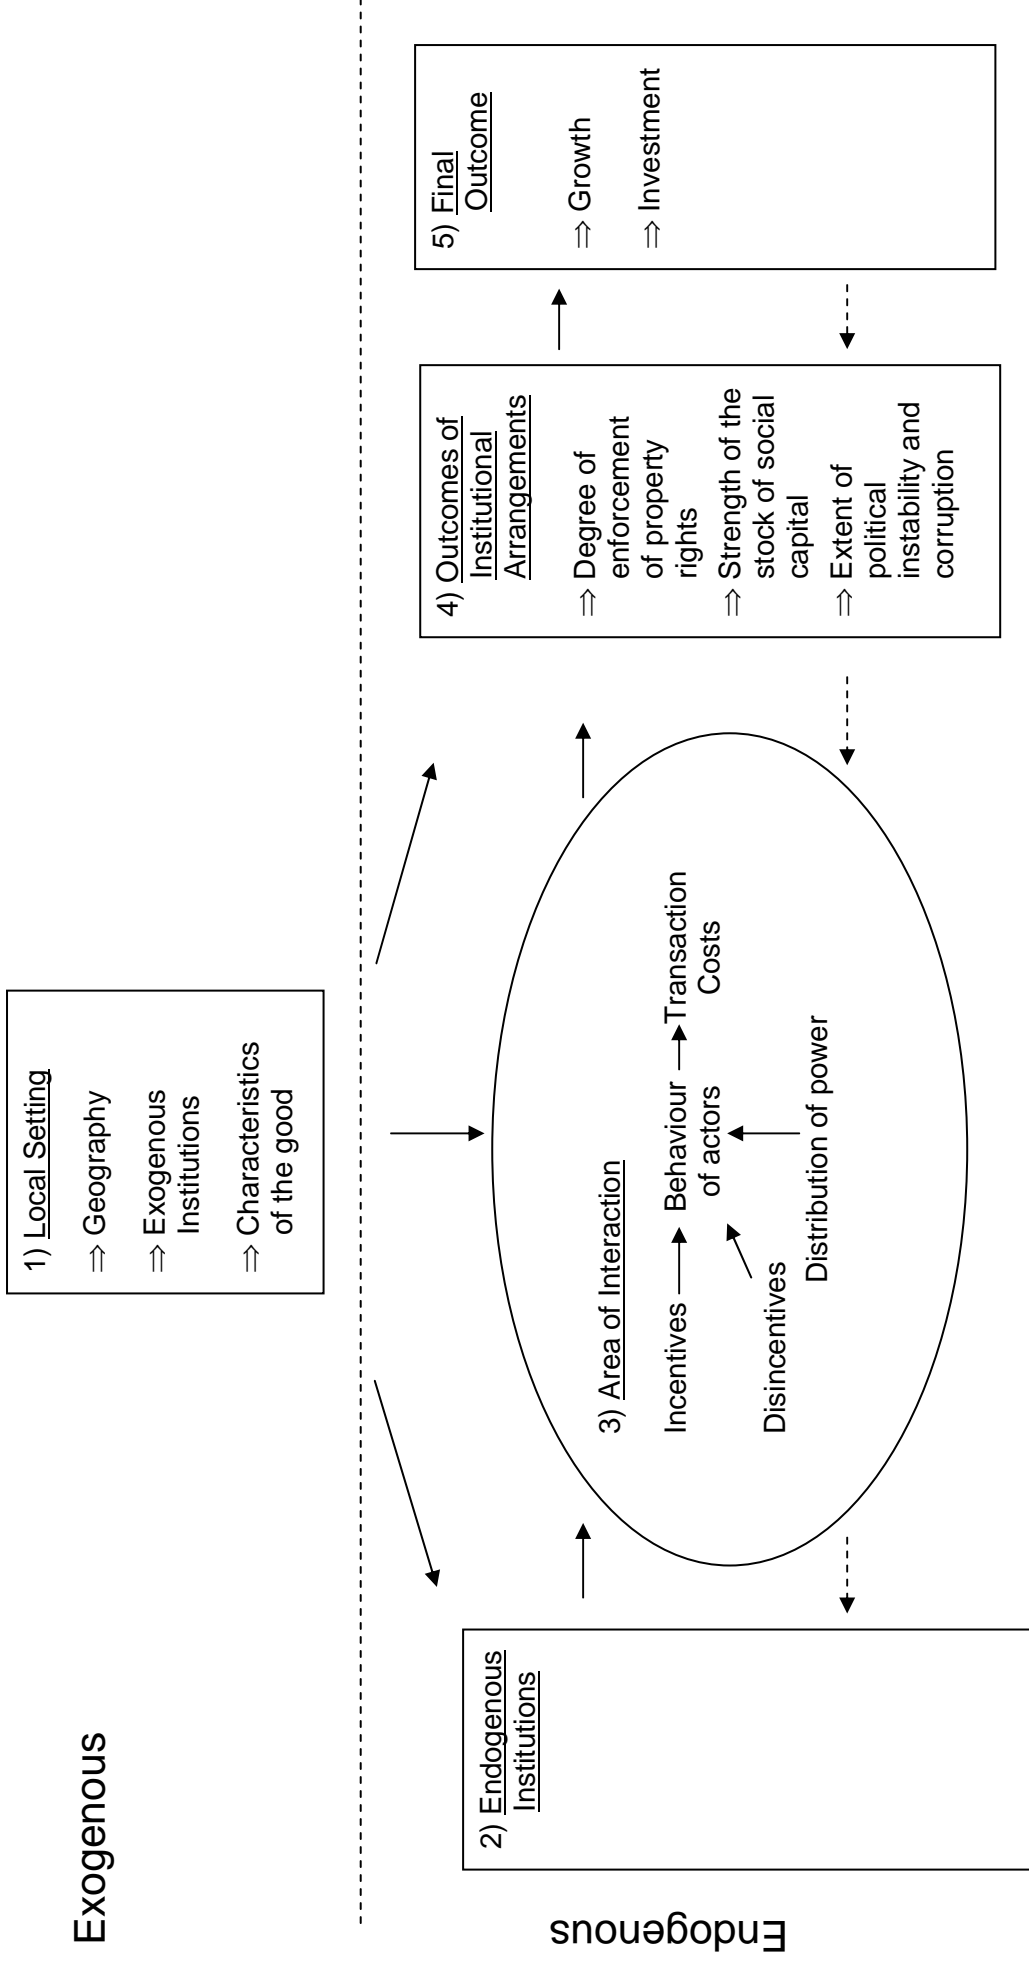 Exogenous
1) Local Setting
⇒ Geography
⇒ Exogenous
Institutions
⇒ Characteristics
of the good
Endogenous
2) Endogenous
Institutions
3) Area of Interaction
Incentives
Behaviour
of actors
Transaction
Costs
Disincentives
Distribution of power
4) Outcomes of
Institutional
Arrangements
⇒ Degree of
enforcement
of property
rights
⇒ Strength of the
stock of social
capital
⇒ Extent of
political
instability and
corruption
5) Final
Outcome
⇒ Growth
⇒ Investment